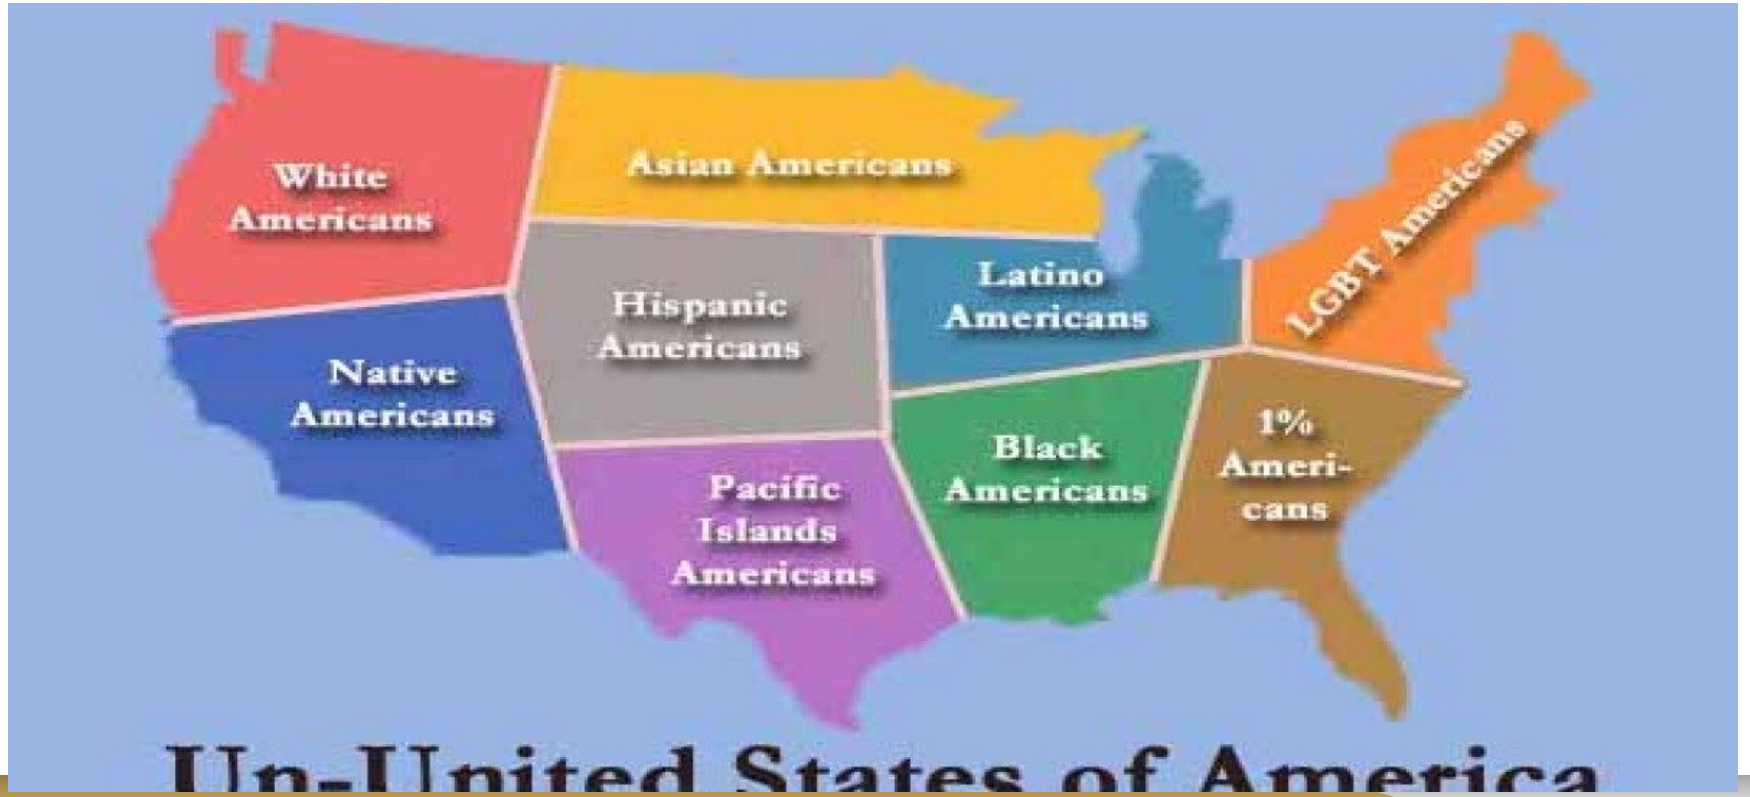 White
Americans
Asian Americans
LGBT Americans
Hispanic
Americans
Latino
Americans
Native
Americans
Black
Americans
1%
Ameri-
cans
Pacific
Islands
Americans
Un-United States of America